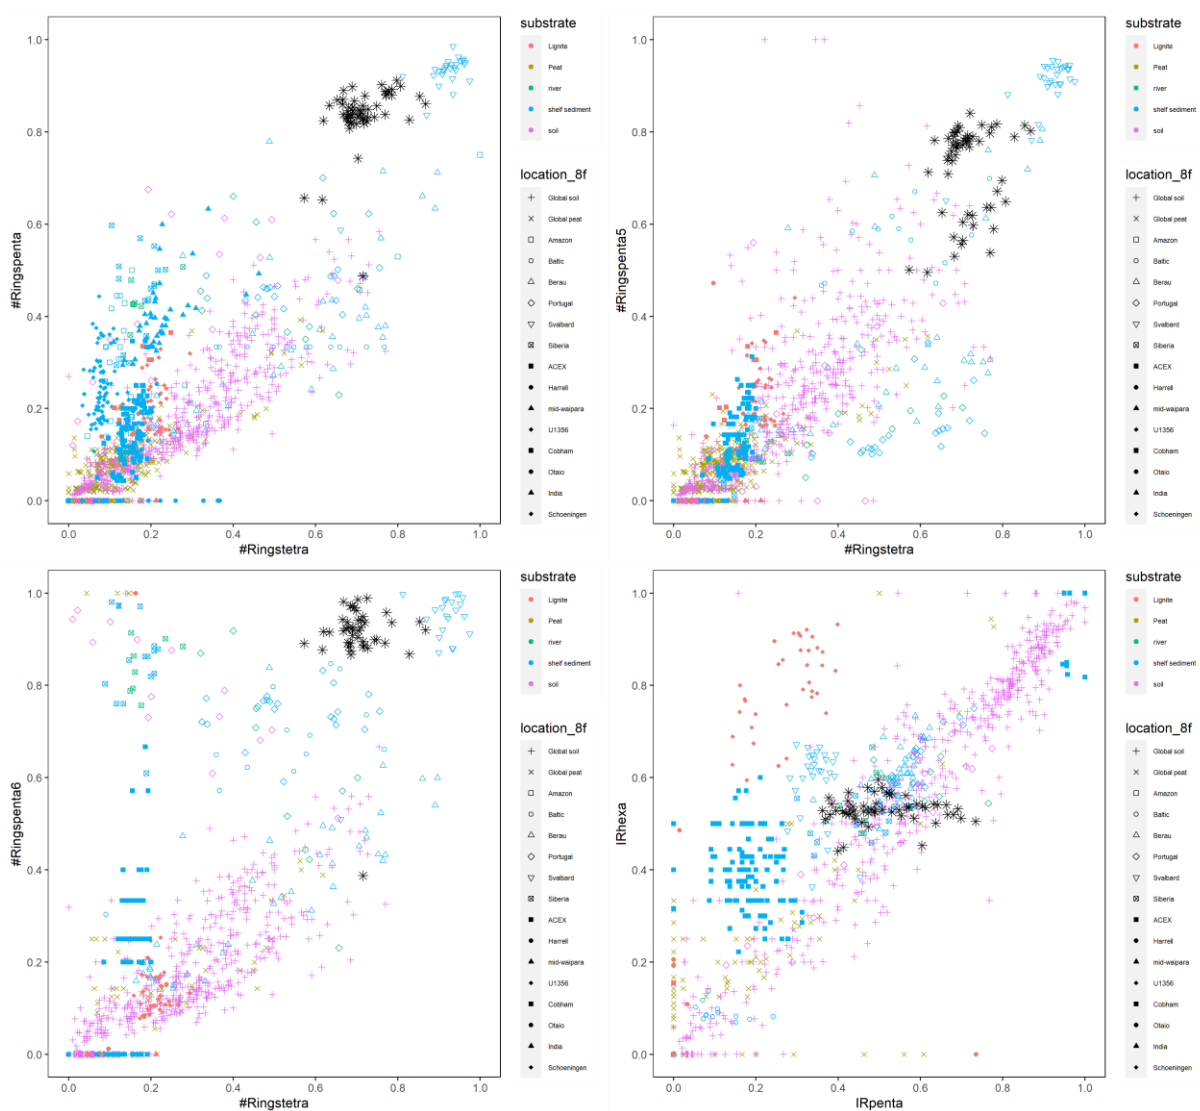 1.0
0.8
0.6
0.4
0.2
0.0
#Ringspenta
0.0 0.2 0.4 0.6 0.8 1.0
#Ringstetra
substrate
Lignite
Peat
river
shelf sediment
soil
location_8f
Global soil
Global peat
Amazon
Baltic
Berau
Portugal
Svalbard
Siberia
ACEX
Harrell
mid-waipara
U1356
Cobham
Otaio
India
Schoeningen
1.0
0.8
0.6
0.4
0.2
0.0
#Ringspenta5
0.0 0.2 0.4 0.6 0.8 1.0
#Ringstetra
substrate
Lignite
Peat
river
shelf sediment
soil
location_8f
Global soil
Global peat
Amazon
Baltic
Berau
Portugal
Svalbard
Siberia
ACEX
Harrell
mid-waipara
U1356
Cobham
Otaio
India
Schoeningen
1.0
0.8
0.6
0.4
0.2
0.0
#Ringspenta6
0.0 0.2 0.4 0.6 0.8 1.0
#Ringstetra
substrate
Lignite
Peat
river
shelf sediment
soil
location_8f
Global soil
Global peat
Amazon
Baltic
Berau
Portugal
Svalbard
Siberia
ACEX
Harrell
mid-waipara
U1356
Cobham
Otaio
India
Schoeningen
1.0
0.8
0.6
0.4
0.2
0.0
IRhexa
0.0 0.2 0.4 0.6 0.8 1.0
IRpenta
substrate
Lignite
Peat
river
shelf sediment
soil
location_8f
Global soil
Global peat
Amazon
Baltic
Berau
Portugal
Svalbard
Siberia
ACEX
Harrell
mid-waipara
U1356
Cobham
Otaio
India
Schoeningen